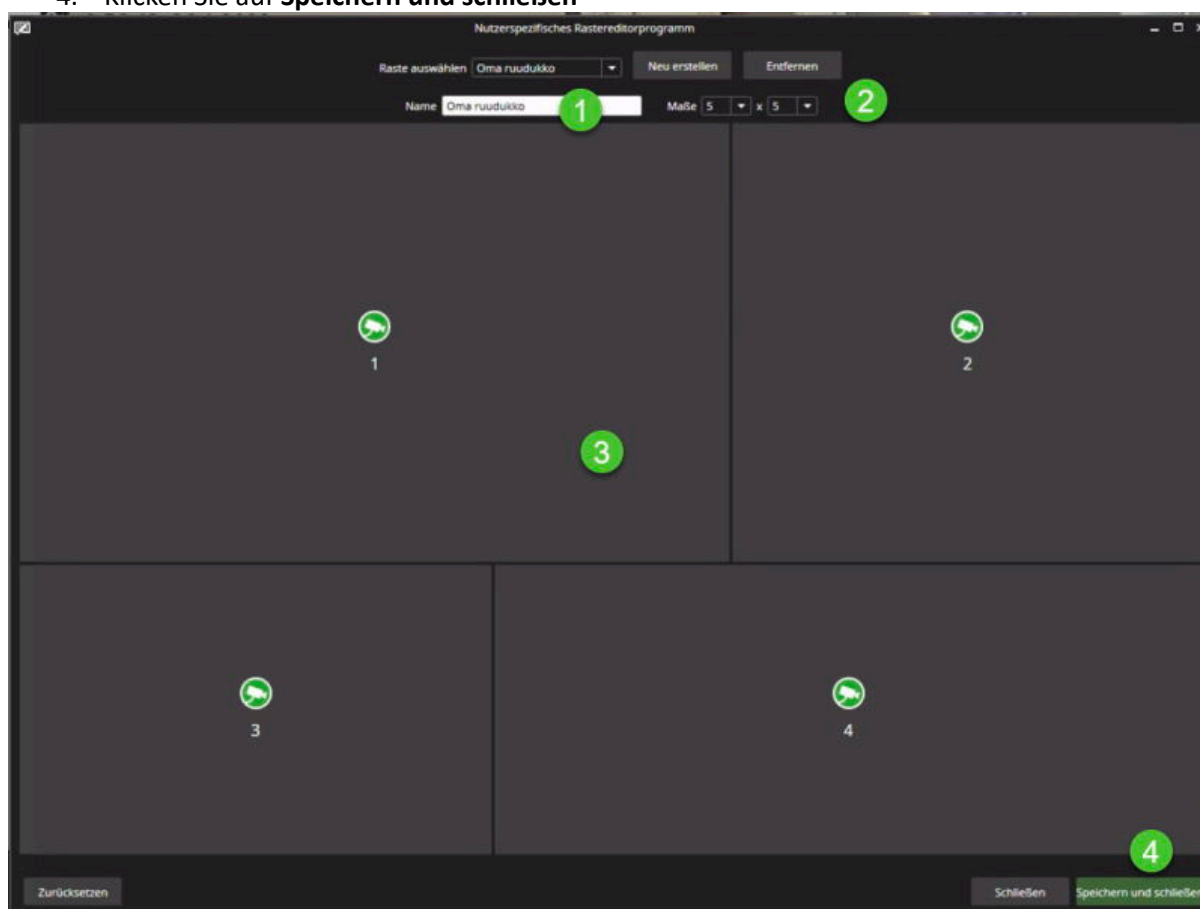 4. Klicken Sie auf Speichern und schließen
Nutzerspezifisches Rastereditorprogramm
Raste auswählen Oma ruudukko Neu erstellen Entfernen
Name Oma ruudukko 1 Maße 5 x 5 2
1
2
3
3
4
4
Zurücksetzen Schließen Speichern und schließen